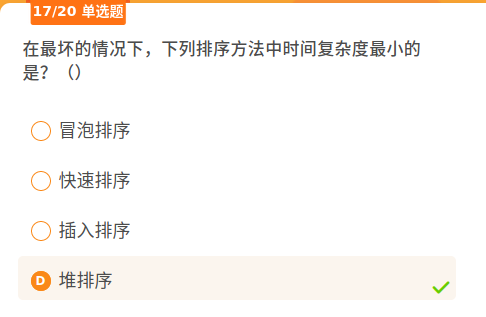 17/20 单选题
在最坏的情况下，下列排序方法中时间复杂度最小的
是？（）
冒泡排序
快速排序
插入排序
D 堆排序